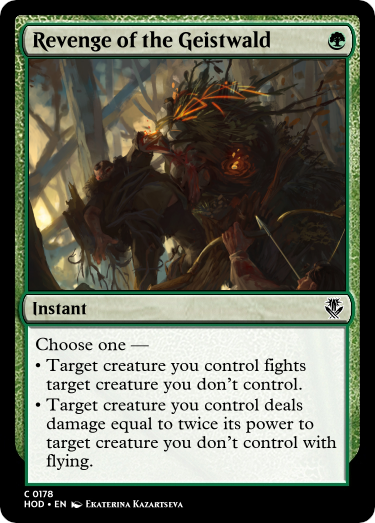 Revenge of the Geistwald
Instant
Choose one —
• Target creature you control fights
target creature you don't control.
• Target creature you control deals
damage equal to twice its power to
target creature you don't control with
flying.
C 0178
HOD • EN Ekaterina Kazartseva